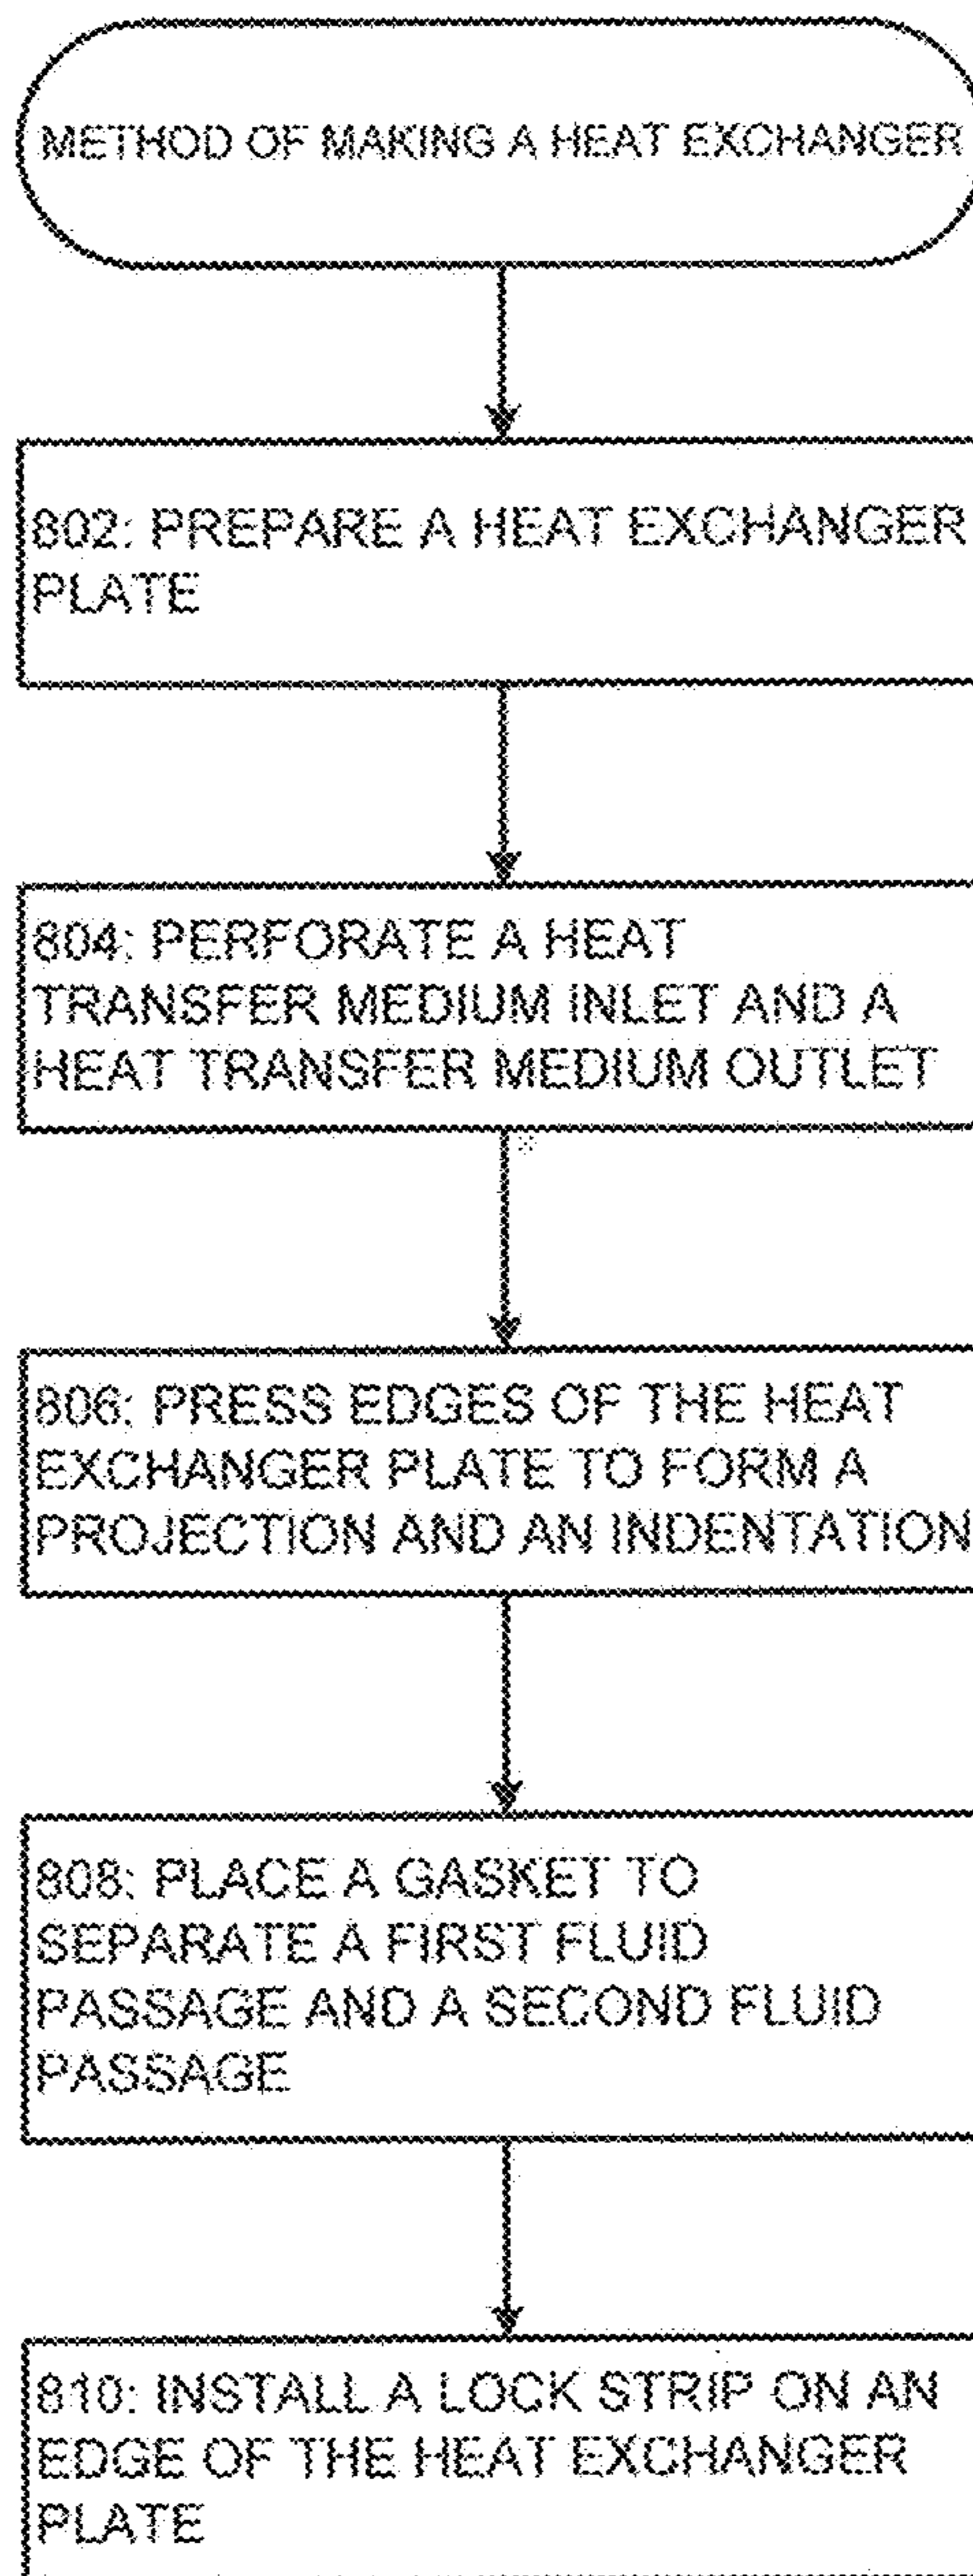 METHOD OF MAKING A HEAT EXCHANGER
802: PREPARE A HEAT EXCHANGER
PLATE
804: PERFORATE A HEAT
TRANSFER MEDIUM INLET AND A
HEAT TRANSFER MEDIUM OUTLET
806: PRESS EDGES OF THE HEAT
EXCHANGER PLATE TO FORM A
PROJECTION AND AN INDENTATION
808: PLACE A GASKET TO
SEPARATE A FIRST FLUID
PASSAGE AND A SECOND FLUID
PASSAGE
810: INSTALL A LOCK STRIP ON AN
EDGE OF THE HEAT EXCHANGER
PLATE